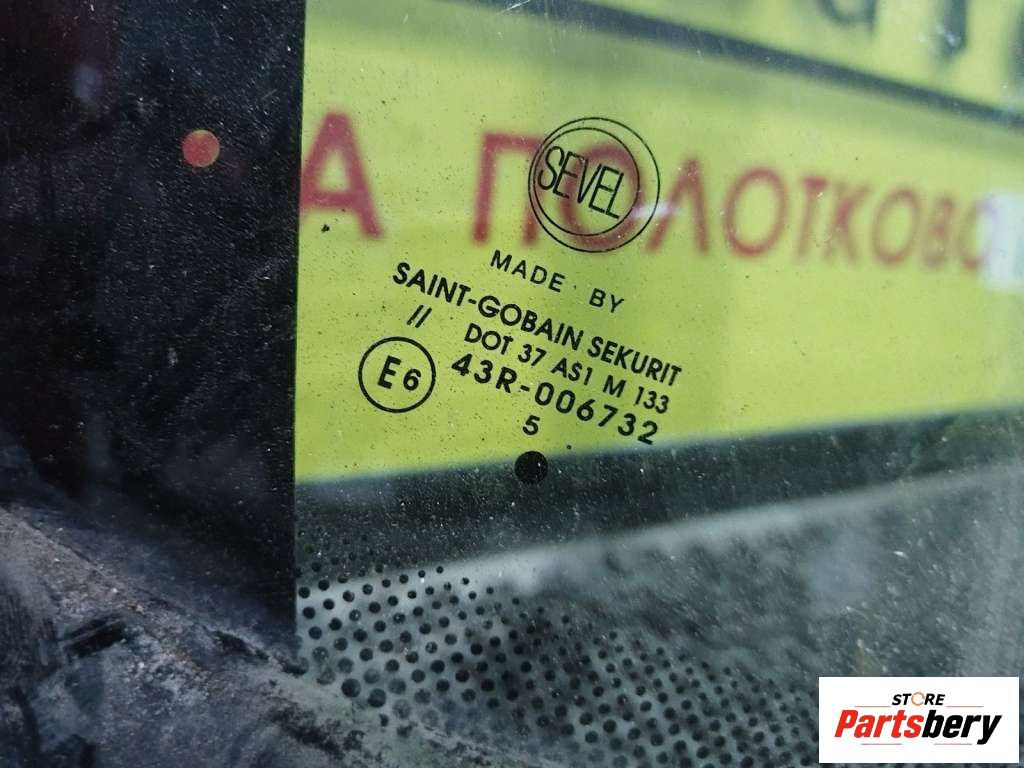 А ПОЛОТКОВО
SEVEL
MADE BY
SAINT-GOBAIN SEKURIT
// DOT 37 AS1 M 133
E6 43R-006732
5
STORE
Partsbery